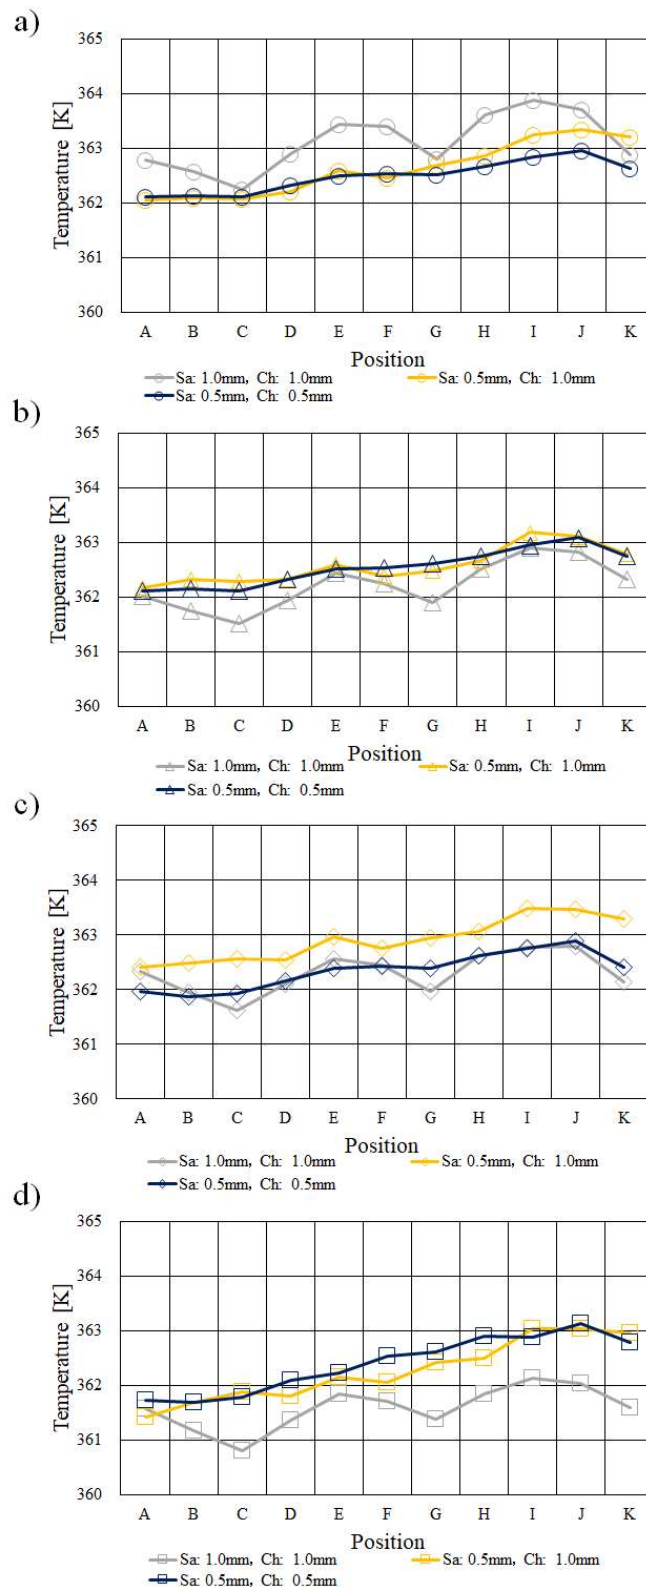 a)
365
364
363
362
361
360
Temperature [K]
A B C D E F G H I J K
Position
Sa: 1.0mm, Ch: 1.0mm Sa: 0.5mm, Ch: 1.0mm
Sa: 0.5mm, Ch: 0.5mm
b)
365
364
363
362
361
360
Temperature [K]
A B C D E F G H I J K
Position
Sa: 1.0mm, Ch: 1.0mm Sa: 0.5mm, Ch: 1.0mm
Sa: 0.5mm, Ch: 0.5mm
c)
365
364
363
362
361
360
Temperature [K]
A B C D E F G H I J K
Position
Sa: 1.0mm, Ch: 1.0mm Sa: 0.5mm, Ch: 1.0mm
Sa: 0.5mm, Ch: 0.5mm
d)
365
364
363
362
361
360
Temperature [K]
A B C D E F G H I J K
Position
Sa: 1.0mm, Ch: 1.0mm Sa: 0.5mm, Ch: 1.0mm
Sa: 0.5mm, Ch: 0.5mm